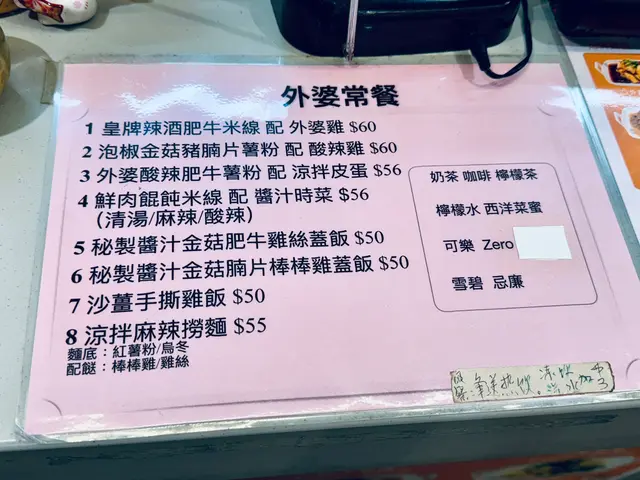 外婆常餐
1 皇牌辣酒肥牛米線 配 外婆雞 $60
2 泡椒金菇豬腩片薯粉 配 酸辣雞 $60
3 外婆酸辣肥牛薯粉 配 涼拌皮蛋 $56
4 鮮肉餛飩米線 配 醬汁時菜 $56
(清湯/麻辣/酸辣)
5 秘製醬汁金菇肥牛雞絲蓋飯 $50
6 秘製醬汁金菇腩片棒棒雞蓋飯 $50
7 沙薑手撕雞飯 $50
8 涼拌麻辣撈麵 $55
麵底：紅薯粉/烏冬
配餸：棒棒雞/雞絲
奶茶 咖啡 檸檬茶
檸檬水 西洋菜蜜
可樂 Zero
雪碧 忌廉